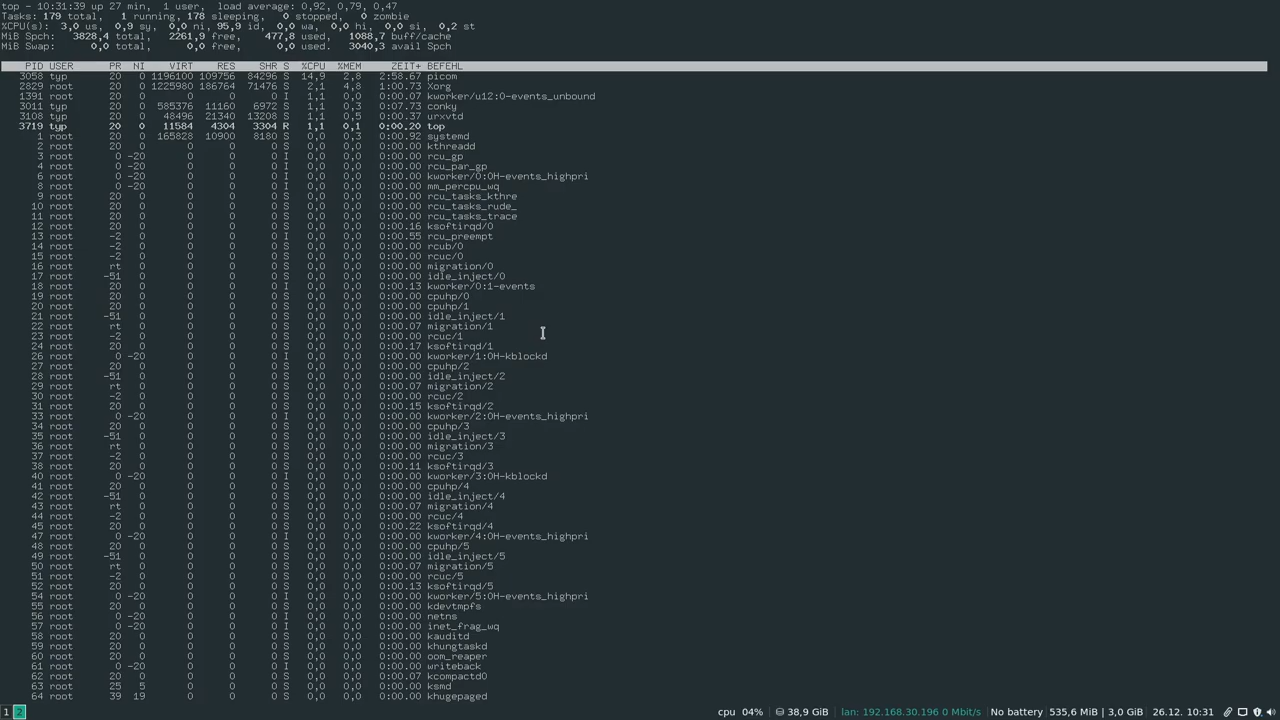 top - 10:31:39 up 27 min,  1 user,  load average: 0,92, 0,79, 0,47
Tasks: 179 total,   1 running, 178 sleeping,   0 stopped,   0 zombie
%CPU(s):  3,0 us,  0,9 sy,  0,0 ni, 95,9 id,  0,0 wa,  0,0 hi,  0,0 si,  0,2 st
MiB Spch:   3828,4 total,   2261,9 free,    477,8 used.   1088,7 buff/cache
MiB Swap:      0,0 total,      0,0 free,      0,0 used.   3040,3 avail Spch
PID USER PR NI VIRT RES SHR S %CPU %MEM ZEIT+ BEFEHL
3058 typ 20 0 1196100 109756 84296 S 14,9 2,8 2:58.67 picom
2829 root 20 0 1225980 186764 71476 S 2,1 4,8 1:00.73 Xorg
1391 root 20 0 0 0 0 I 1,1 0,0 0:00.07 kworker/u12:0-events_unbound
3011 typ 20 0 585376 11160 6972 S 1,1 0,3 0:07.73 conky
3108 typ 20 0 48496 21340 13208 S 1,1 0,5 0:00.37 urxvtd
3719 typ 20 0 11584 4304 3304 R 1,1 0,1 0:00.20 top
1 root 20 0 165828 10900 8180 S 0,0 0,3 0:00.92 systemd
2 root 20 0 0 0 0 S 0,0 0,0 0:00.00 kthreadd
3 root 0 -20 0 0 0 I 0,0 0,0 0:00.00 rcu_gp
4 root 0 -20 0 0 0 I 0,0 0,0 0:00.00 rcu_par_gp
6 root 0 -20 0 0 0 I 0,0 0,0 0:00.00 kworker/0:0H-events_highpri
8 root 0 -20 0 0 0 I 0,0 0,0 0:00.00 mm_percpu_wq
9 root 20 0 0 0 0 S 0,0 0,0 0:00.00 rcu_tasks_kthre
10 root 20 0 0 0 0 S 0,0 0,0 0:00.00 rcu_tasks_rude_
11 root 20 0 0 0 0 S 0,0 0,0 0:00.00 rcu_tasks_trace
12 root 20 0 0 0 0 S 0,0 0,0 0:00.16 ksoftirqd/0
13 root -2 0 0 0 0 I 0,0 0,0 0:00.55 rcu_preempt
14 root -2 0 0 0 0 S 0,0 0,0 0:00.00 rcub/0
15 root -2 0 0 0 0 S 0,0 0,0 0:00.00 rcuc/0
16 root rt 0 0 0 0 S 0,0 0,0 0:00.00 migration/0
17 root -51 0 0 0 0 S 0,0 0,0 0:00.00 idle_inject/0
18 root 20 0 0 0 0 I 0,0 0,0 0:00.13 kworker/0:1-events
19 root 20 0 0 0 0 S 0,0 0,0 0:00.00 cpuhp/0
20 root 20 0 0 0 0 S 0,0 0,0 0:00.00 cpuhp/1
21 root -51 0 0 0 0 S 0,0 0,0 0:00.00 idle_inject/1
22 root rt 0 0 0 0 S 0,0 0,0 0:00.07 migration/1
23 root -2 0 0 0 0 S 0,0 0,0 0:00.00 rcuc/1
24 root 20 0 0 0 0 S 0,0 0,0 0:00.17 ksoftirqd/1
26 root 0 -20 0 0 0 I 0,0 0,0 0:00.00 kworker/1:0H-kblockd
27 root 20 0 0 0 0 S 0,0 0,0 0:00.00 cpuhp/2
28 root -51 0 0 0 0 S 0,0 0,0 0:00.00 idle_inject/2
29 root rt 0 0 0 0 S 0,0 0,0 0:00.07 migration/2
30 root -2 0 0 0 0 S 0,0 0,0 0:00.00 rcuc/2
31 root 20 0 0 0 0 S 0,0 0,0 0:00.15 ksoftirqd/2
33 root 0 -20 0 0 0 I 0,0 0,0 0:00.00 kworker/2:0H-events_highpri
34 root 20 0 0 0 0 S 0,0 0,0 0:00.00 cpuhp/3
35 root -51 0 0 0 0 S 0,0 0,0 0:00.00 idle_inject/3
36 root rt 0 0 0 0 S 0,0 0,0 0:00.07 migration/3
37 root -2 0 0 0 0 S 0,0 0,0 0:00.00 rcuc/3
38 root 20 0 0 0 0 S 0,0 0,0 0:00.11 ksoftirqd/3
40 root 0 -20 0 0 0 I 0,0 0,0 0:00.00 kworker/3:0H-kblockd
41 root 20 0 0 0 0 S 0,0 0,0 0:00.00 cpuhp/4
42 root -51 0 0 0 0 S 0,0 0,0 0:00.00 idle_inject/4
43 root rt 0 0 0 0 S 0,0 0,0 0:00.07 migration/4
44 root -2 0 0 0 0 S 0,0 0,0 0:00.00 rcuc/4
45 root 20 0 0 0 0 S 0,0 0,0 0:00.22 ksoftirqd/4
47 root 0 -20 0 0 0 I 0,0 0,0 0:00.00 kworker/4:0H-events_highpri
48 root 20 0 0 0 0 S 0,0 0,0 0:00.00 cpuhp/5
49 root -51 0 0 0 0 S 0,0 0,0 0:00.00 idle_inject/5
50 root rt 0 0 0 0 S 0,0 0,0 0:00.07 migration/5
51 root -2 0 0 0 0 S 0,0 0,0 0:00.00 rcuc/5
52 root 20 0 0 0 0 S 0,0 0,0 0:00.13 ksoftirqd/5
54 root 0 -20 0 0 0 I 0,0 0,0 0:00.00 kworker/5:0H-events_highpri
55 root 20 0 0 0 0 S 0,0 0,0 0:00.00 kdevtmpfs
56 root 0 -20 0 0 0 I 0,0 0,0 0:00.00 netns
57 root 0 -20 0 0 0 I 0,0 0,0 0:00.00 inet_frag_wq
58 root 20 0 0 0 0 S 0,0 0,0 0:00.00 kauditd
59 root 20 0 0 0 0 S 0,0 0,0 0:00.00 khungtaskd
60 root 20 0 0 0 0 S 0,0 0,0 0:00.00 oom_reaper
61 root 0 -20 0 0 0 I 0,0 0,0 0:00.00 writeback
62 root 20 0 0 0 0 S 0,0 0,0 0:00.07 kcompactd0
63 root 25 5 0 0 0 S 0,0 0,0 0:00.00 ksmd
64 root 39 19 0 0 0 S 0,0 0,0 0:00.00 khugepaged
1 2 cpu 04% 38,9 GiB lan: 192.168.30.196 0 Mbit/s No battery 535,6 MiB | 3,0 GiB 26.12. 10:31